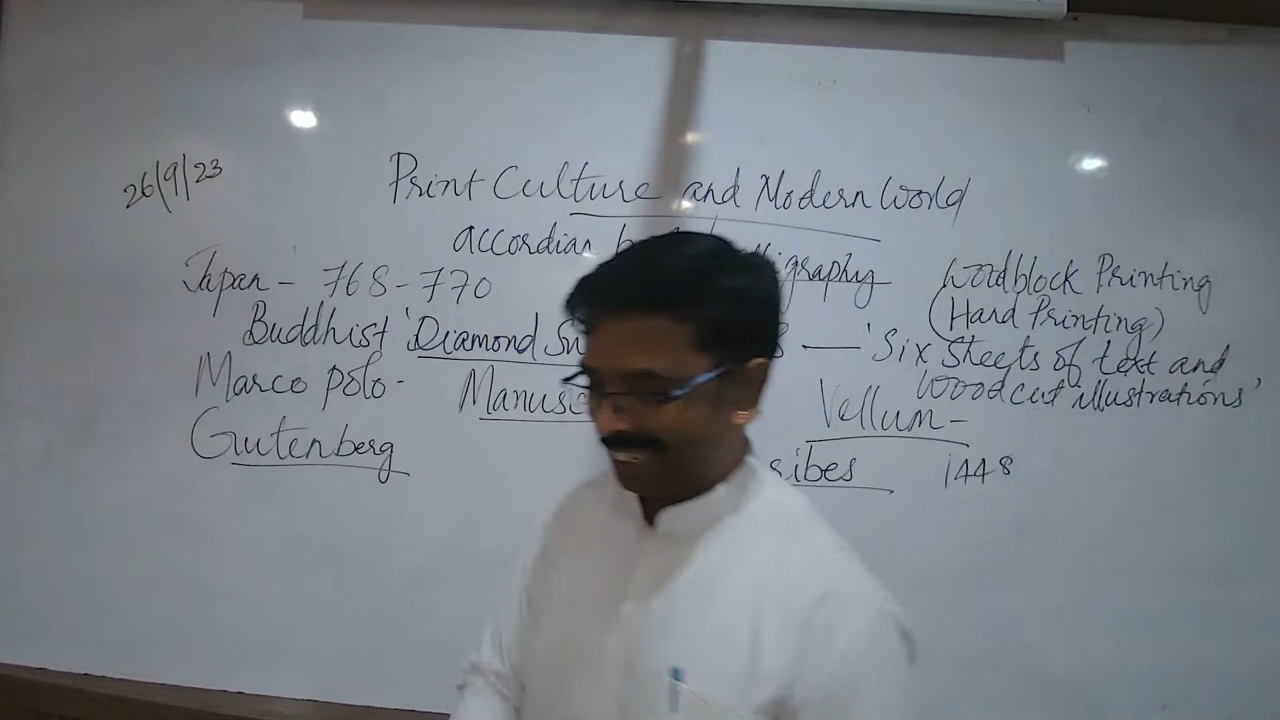 26/9/23
Print Culture and Modern World
accordian
Japan - 768-770
Woodblock Printing
(Hand Printing)
Buddhist 'Diamond — 'Six Sheets of text and
woodcut illustrations'
Marco polo -
Vellum -
Gutenberg
1448